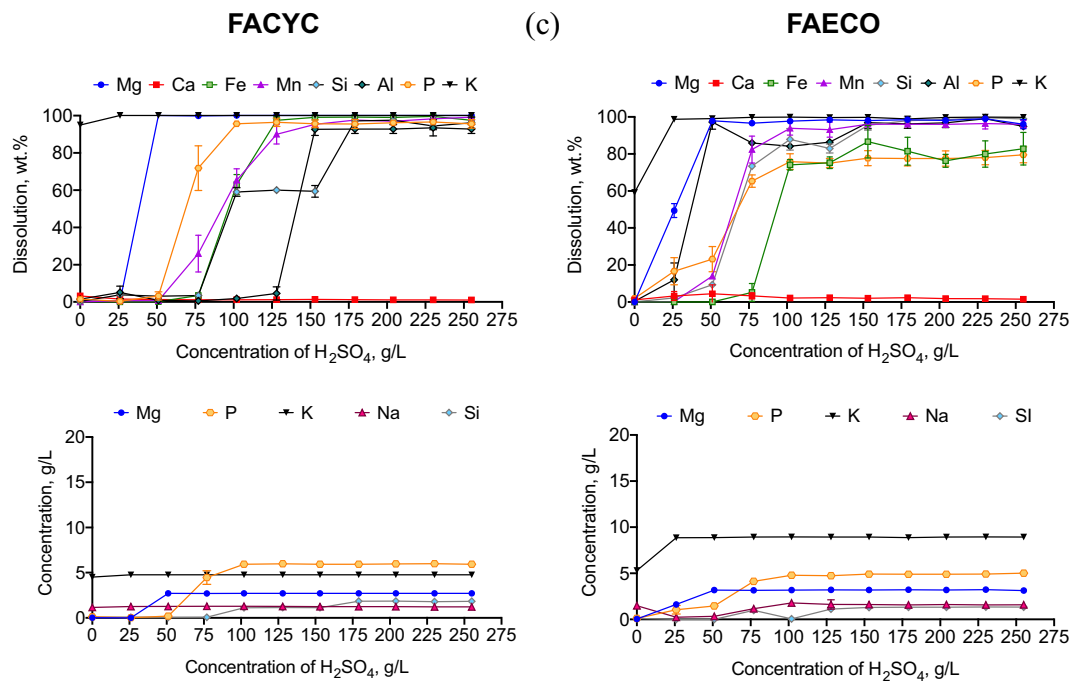 FACYC (c) FAECO
Mg Ca Fe Mn Si Al P K
Mg Ca Fe Mn Si Al P K
Dissolution, wt.%
100
80
60
40
20
0
0 25 50 75 100 125 150 175 200 225 250 275
Concentration of H₂SO₄, g/L
Dissolution, wt.%
100
80
60
40
20
0
0 25 50 75 100 125 150 175 200 225 250 275
Concentration of H₂SO₄, g/L
Mg P K Na Si
Concentration, g/L
20
15
10
5
0
0 25 50 75 100 125 150 175 200 225 250 275
Concentration of H₂SO₄, g/L
Mg P K Na SI
Concentration, g/L
20
15
10
5
0
0 25 50 75 100 125 150 175 200 225 250 275
Concentration of H₂SO₄, g/L